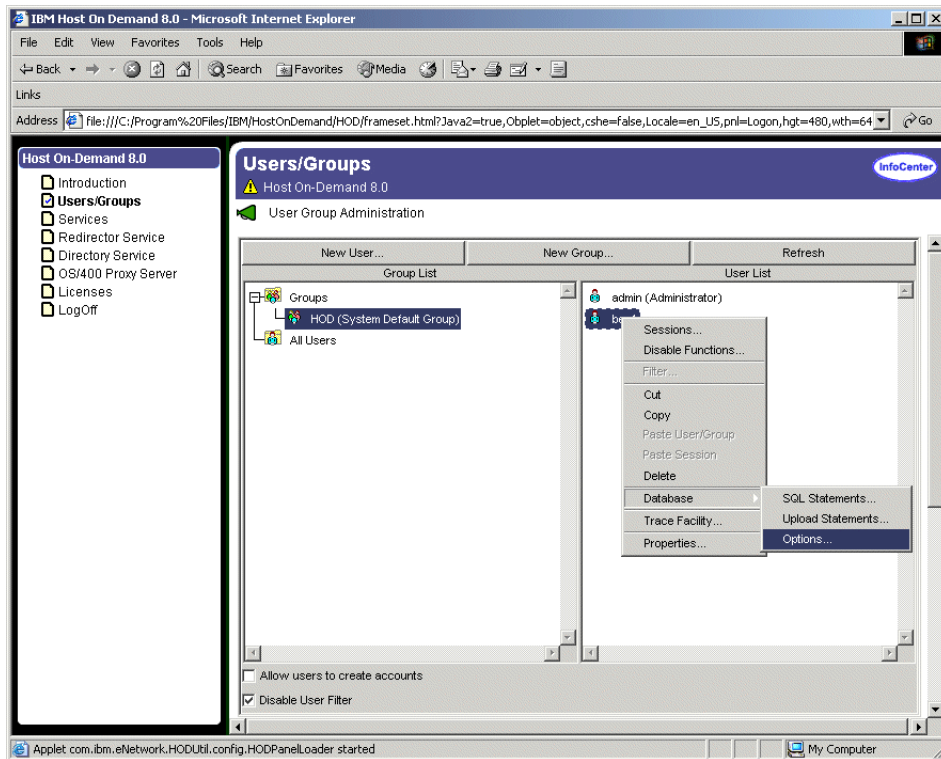 IBM Host On Demand 8.0 - Microsoft Internet Explorer
File Edit View Favorites Tools Help
Back Search Favorites Media
Links
Address file:///C:/Program%20Files/IBM/HostOnDemand/HOD/frameset.html?Java2=true,Obplet=object,cshe=false,Locale=en_US,pnl=Logon,hgt=480,wth=64 Go
Host On-Demand 8.0
Introduction
Users/Groups
Services
Redirector Service
Directory Service
OS/400 Proxy Server
Licenses
LogOff
Users/Groups
Host On-Demand 8.0
InfoCenter
User Group Administration
New User... New Group... Refresh
Group List User List
Groups
HOD (System Default Group)
All Users
admin (Administrator)
Sessions...
Disable Functions...
Filter...
Cut
Copy
Paste User/Group
Paste Session
Delete
Database
Trace Facility...
Properties...
SQL Statements...
Upload Statements...
Options...
Allow users to create accounts
Disable User Filter
Applet com.ibm.eNetwork.HODUtil.config.HODPanelLoader started My Computer